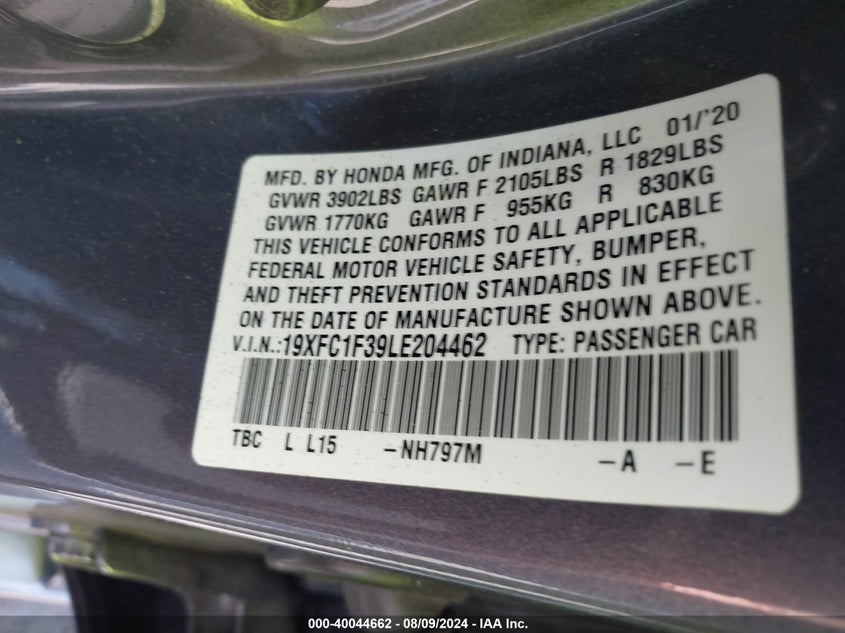 MFD. BY HONDA MFG. OF INDIANA, LLC 01/'20
GVWR 3902LBS GAWR F 2105LBS R 1829LBS
GVWR 1770KG GAWR F 955KG R 830KG
THIS VEHICLE CONFORMS TO ALL APPLICABLE
FEDERAL MOTOR VEHICLE SAFETY, BUMPER,
AND THEFT PREVENTION STANDARDS IN EFFECT
ON THE DATE OF MANUFACTURE SHOWN ABOVE.
V.I.N.:19XFC1F39LE204462 TYPE: PASSENGER CAR
TBC L L15 -NH797M -A -E
000-40044662 - 08/09/2024 - IAA Inc.